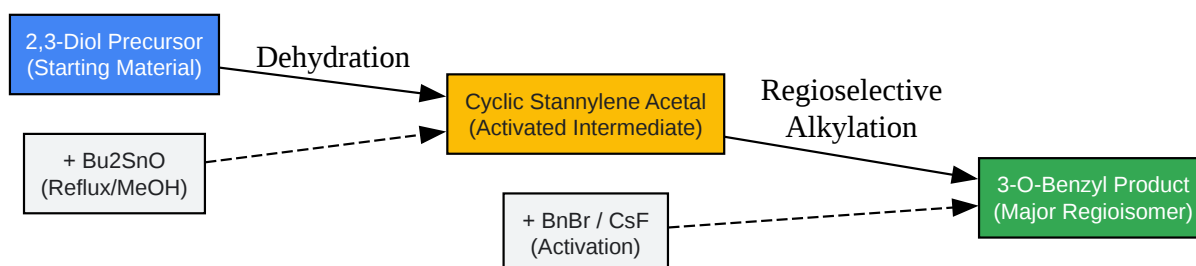 2,3-Diol Precursor
(Starting Material)
Dehydration
+ Bu2SnO
(Reflux/MeOH)
Cyclic Stannylene Acetal
(Activated Intermediate)
Regioselective
Alkylation
+ BnBr / CsF
(Activation)
3-O-Benzyl Product
(Major Regioisomer)